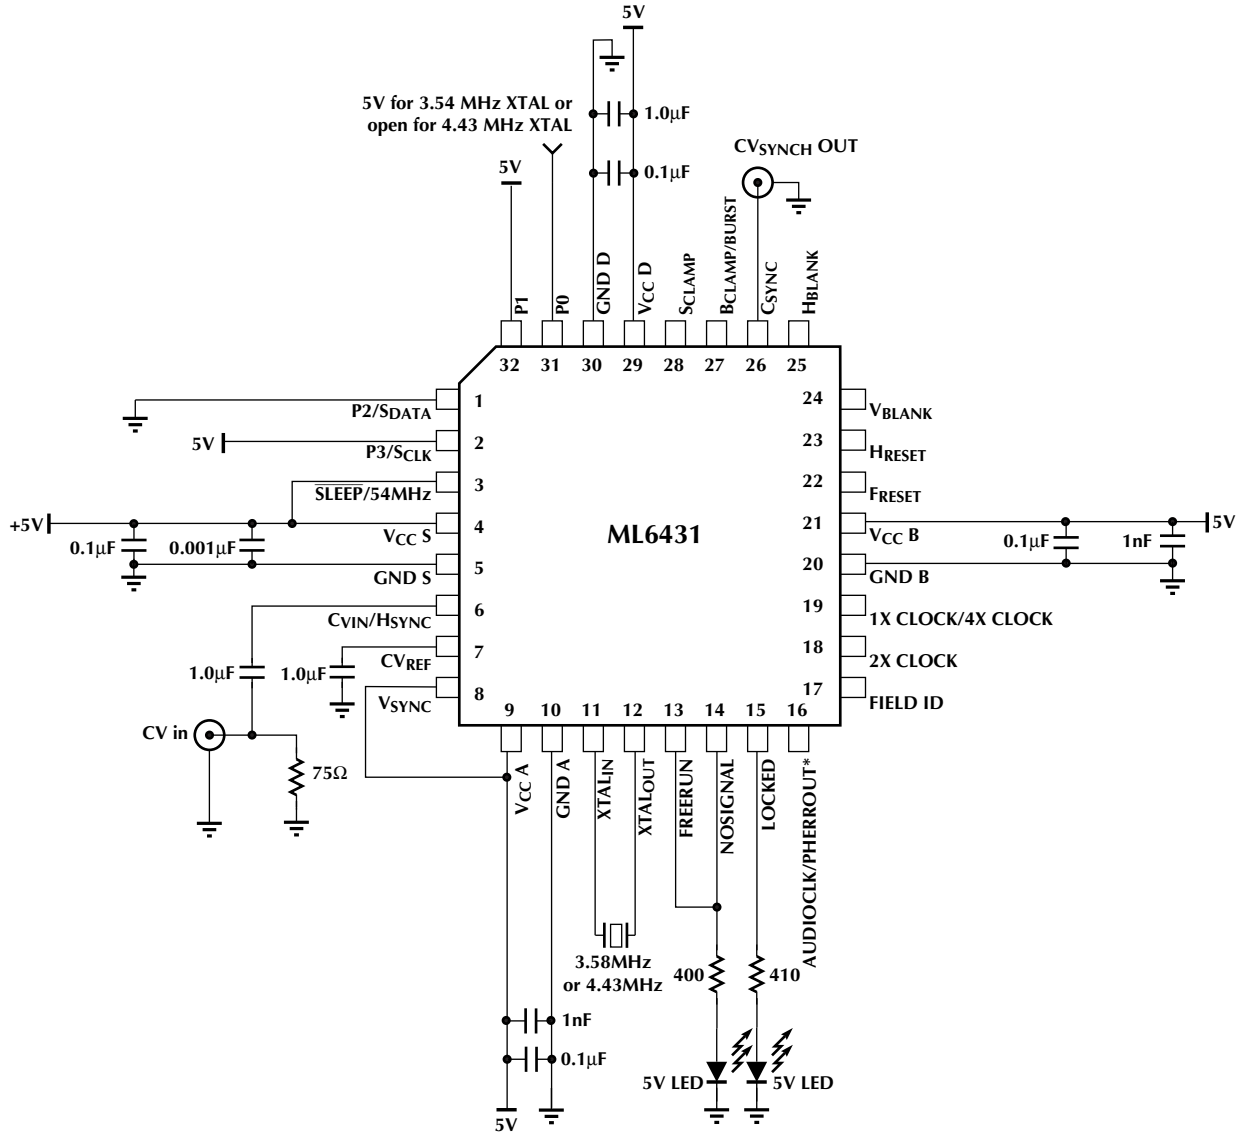 5V
5V for 3.54 MHz XTAL or
open for 4.43 MHz XTAL
1.0µF
0.1µF
5V
CVSYNCH OUT
P1
P0
GND D
VCC D
SCLAMP
BCLAMP/BURST
CSYNC
HBLANK
32 31 30 29 28 27 26 25
1
P2/SDATA
5V
2
P3/SCLK
3
SLEEP/54MHz
+5V
4
VCC S
0.1µF
0.001µF
5
GND S
6
CVIN/HSYNC
1.0µF
1.0µF
7
CVREF
8
VSYNC
CV in
75Ω
ML6431
24
VBLANK
23
HRESET
22
FRESET
21
VCC B
5V
0.1µF
1nF
20
GND B
19
1X CLOCK/4X CLOCK
18
2X CLOCK
17
FIELD ID
9 10 11 12 13 14 15 16
VCC A
GND A
XTALIN
XTALOUT
FREERUN
NOSIGNAL
LOCKED
AUDIOCLK/PHERROUT*
3.58MHz
or 4.43MHz
400
410
1nF
0.1µF
5V LED
5V LED
5V